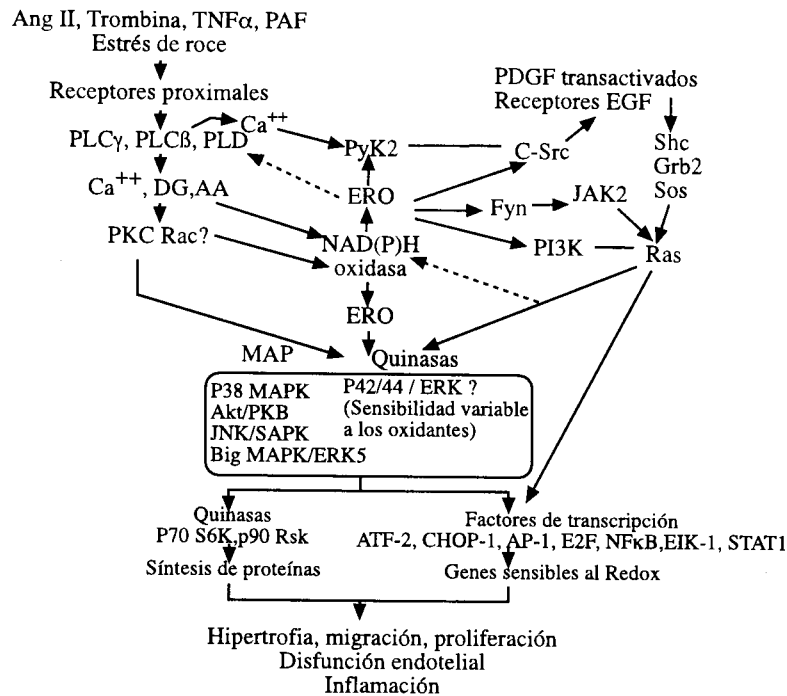 Ang II, Trombina, TNFα, PAF
Estrés de roce
Receptores proximales
PLCγ, PLCß, PLD
Ca++
PyK2
C-Src
PDGF transactivados
Receptores EGF
Shc
Grb2
Sos
Ca++, DG,AA
ERO
Fyn
JAK2
PKC Rac?
NAD(P)H
oxidasa
PI3K
Ras
ERO
MAP
Quinasas
P38 MAPK
Akt/PKB
JNK/SAPK
Big MAPK/ERK5
P42/44 / ERK ?
(Sensibilidad variable
a los oxidantes)
Quinasas
P70 S6K,p90 Rsk
Síntesis de proteínas
Factores de transcripción
ATF-2, CHOP-1, AP-1, E2F, NFκB,EIK-1, STAT1
Genes sensibles al Redox
Hipertrofia, migración, proliferación
Disfunción endotelial
Inflamación